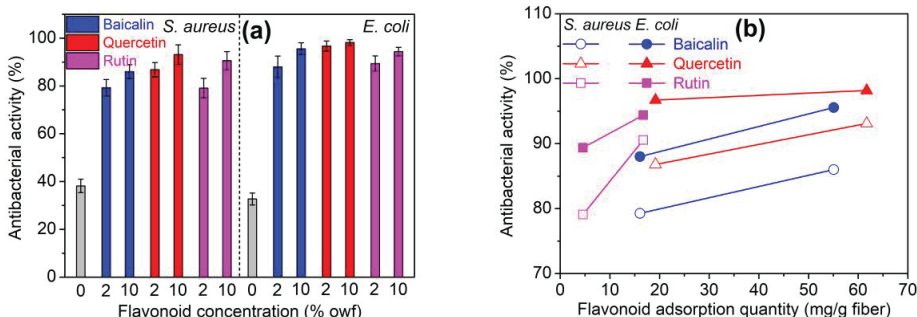 Baicalin
Quercetin
Rutin
S. aureus
(a)
E. coli
Antibacterial activity (%)
100
80
60
40
20
0
0 2 10 2 10 2 10 0 2 10 2 10 2 10
Flavonoid concentration (% owf)
S. aureus E. coli
(b)
Baicalin
Quercetin
Rutin
Antibacterial activity (%)
110
100
90
80
70
0 10 20 30 40 50 60 70
Flavonoid adsorption quantity (mg/g fiber)